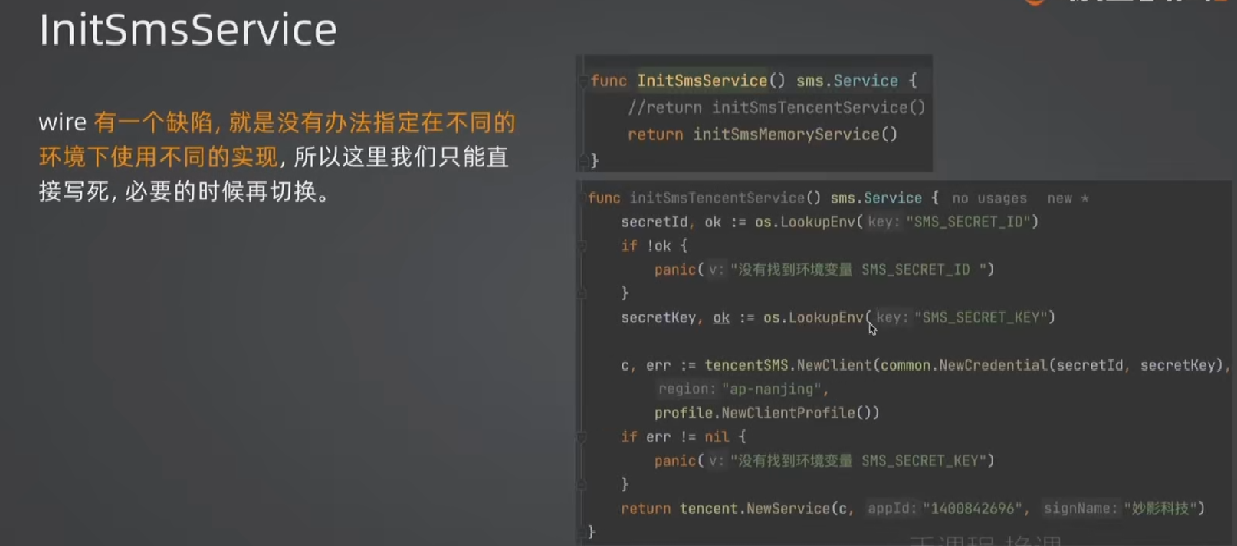 InitSmsService
wire 有一个缺陷, 就是没有办法指定在不同的
环境下使用不同的实现, 所以这里我们只能直
接写死, 必要的时候再切换。
func InitSmsService() sms.Service {
//return initSmsTencentService()
return initSmsMemoryService()
}
func initSmsTencentService() sms.Service { no usages new *
secretId, ok := os.LookupEnv( key: "SMS_SECRET_ID")
if !ok {
panic( v: "没有找到环境变量 SMS_SECRET_ID ")
}
secretKey, ok := os.LookupEnv( key: "SMS_SECRET_KEY")
c, err := tencentSMS.NewClient(common.NewCredential(secretId, secretKey),
region: "ap-nanjing",
profile.NewClientProfile())
if err != nil {
panic( v: "没有找到环境变量 SMS_SECRET_KEY")
}
return tencent.NewService(c, appId: "1400842696", signName: "妙影科技")
}